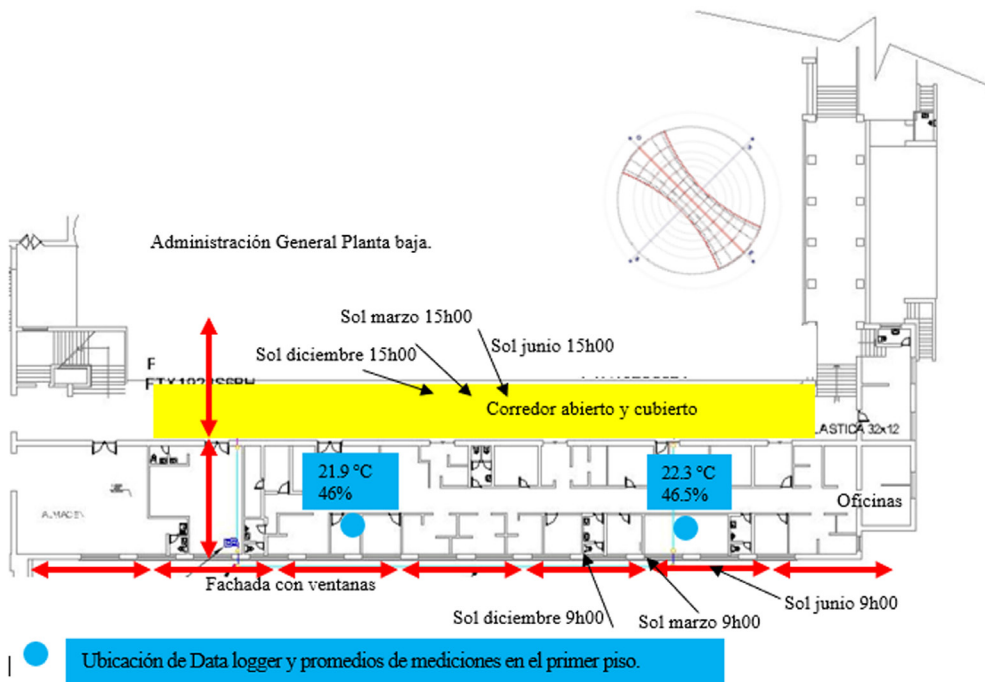 Administración General Planta baja.
Sol marzo 15h00
Sol diciembre 15h00
Sol junio 15h00
F
Corredor abierto y cubierto
LASTICA 32x12
21.9 °C
46%
22.3 °C
46.5%
Oficinas
Fachada con ventanas
Sol diciembre 9h00
Sol marzo 9h00
Sol junio 9h00
Ubicación de Data logger y promedios de mediciones en el primer piso.